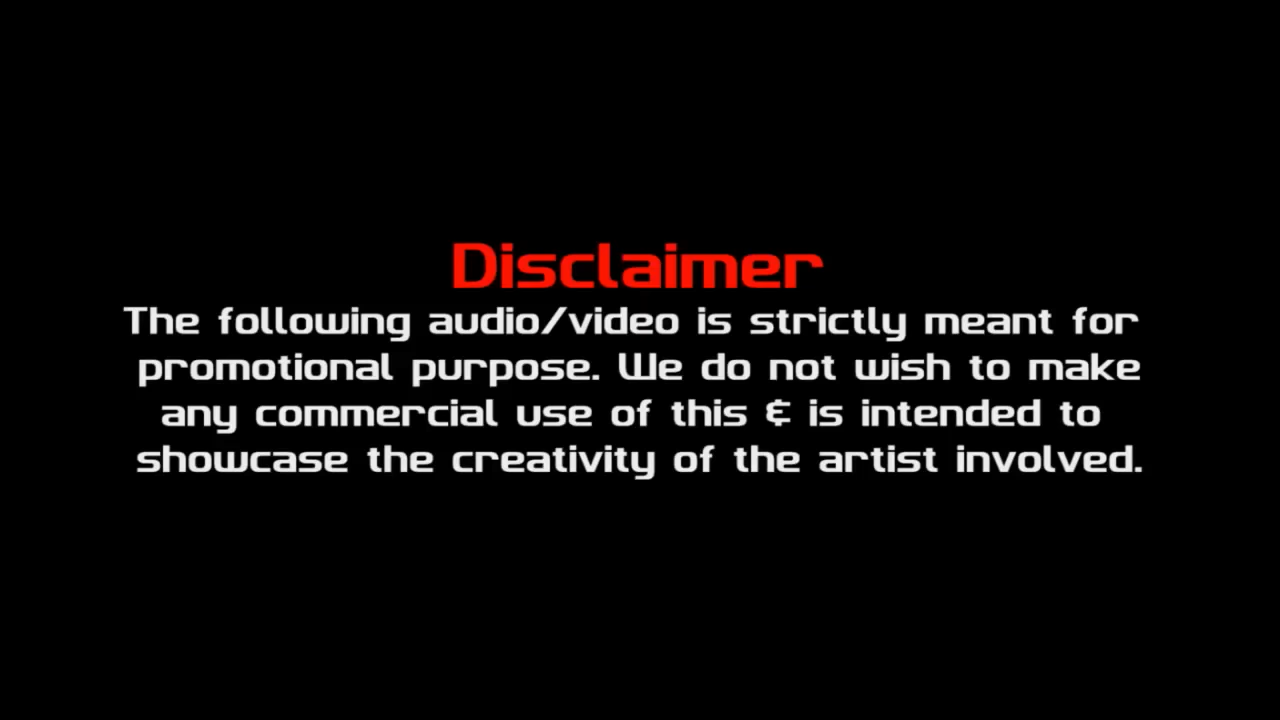 Disclaimer
The following audio/video is strictly meant for
promotional purpose. We do not wish to make
any commercial use of this & is intended to
showcase the creativity of the artist involved.